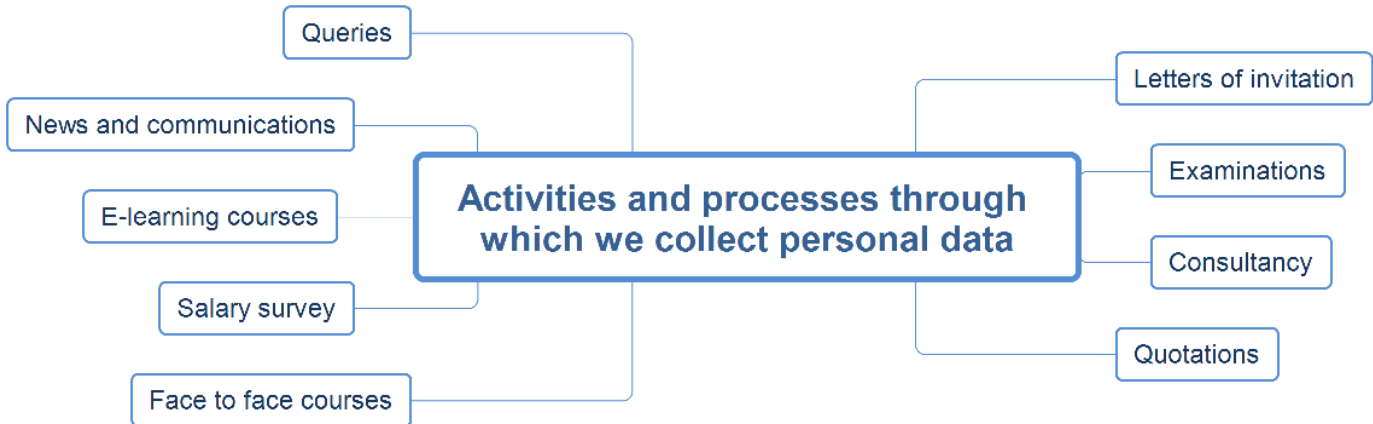 Queries
News and communications
E-learning courses
Salary survey
Face to face courses
Activities and processes through
which we collect personal data
Letters of invitation
Examinations
Consultancy
Quotations